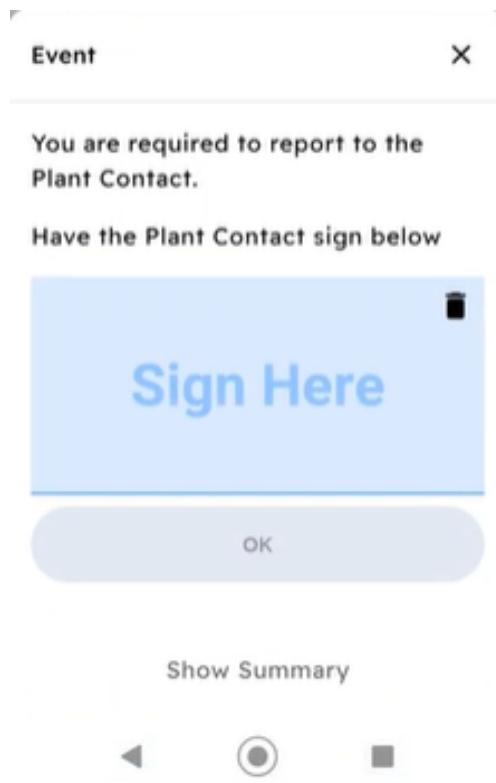 Event
You are required to report to the
Plant Contact.
Have the Plant Contact sign below
Sign Here
OK
Show Summary